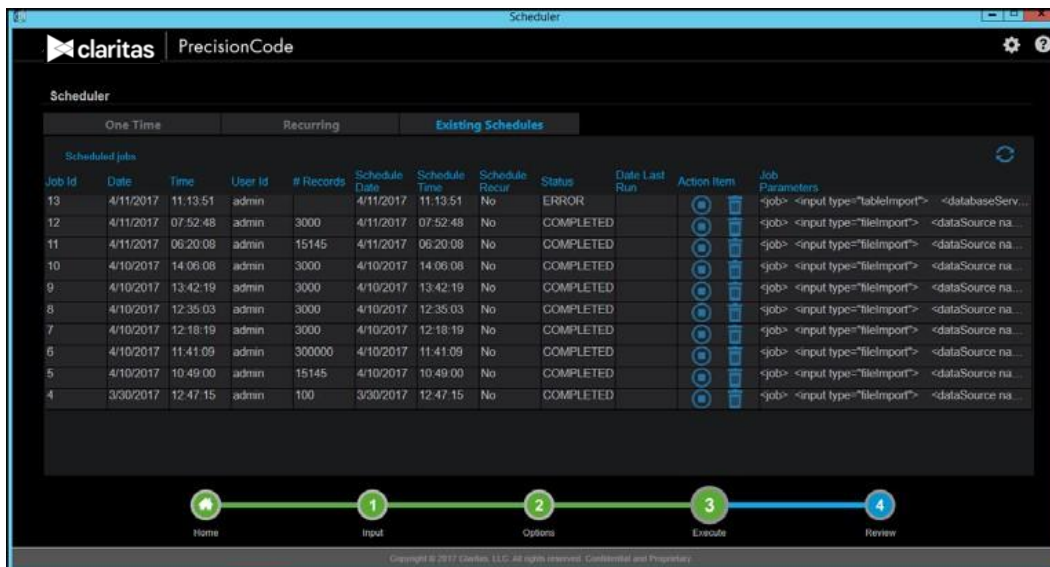 Scheduler
claritas PrecisionCode
Scheduler
One Time Recurring Existing Schedules
Scheduled jobs
Job Id Date Time User Id # Records Schedule Date Schedule Time Schedule Recur Status Date Last Run Action Item Job Parameters
13 4/11/2017 11:13:51 admin 4/11/2017 11:13:51 No ERROR <job> <input type="tableImport"> <databaseServ...
12 4/11/2017 07:52:48 admin 3000 4/11/2017 07:52:48 No COMPLETED <job> <input type="fileImport"> <dataSource na...
11 4/11/2017 06:20:08 admin 15145 4/11/2017 06:20:08 No COMPLETED <job> <input type="fileImport"> <dataSource na...
10 4/10/2017 14:06:08 admin 3000 4/10/2017 14:06:08 No COMPLETED <job> <input type="fileImport"> <dataSource na...
9 4/10/2017 13:42:19 admin 3000 4/10/2017 13:42:19 No COMPLETED <job> <input type="fileImport"> <dataSource na...
8 4/10/2017 12:35:03 admin 3000 4/10/2017 12:35:03 No COMPLETED <job> <input type="fileImport"> <dataSource na...
7 4/10/2017 12:18:19 admin 3000 4/10/2017 12:18:19 No COMPLETED <job> <input type="fileImport"> <dataSource na...
6 4/10/2017 11:41:09 admin 300000 4/10/2017 11:41:09 No COMPLETED <job> <input type="fileImport"> <dataSource na...
5 4/10/2017 10:49:00 admin 15145 4/10/2017 10:49:00 No COMPLETED <job> <input type="fileImport"> <dataSource na...
4 3/30/2017 12:47:15 admin 100 3/30/2017 12:47:15 No COMPLETED <job> <input type="fileImport"> <dataSource na...
1 2 3 4
Home Input Options Execute Review
Copyright © 2017 Claritas, LLC. All rights reserved. Confidential and Proprietary